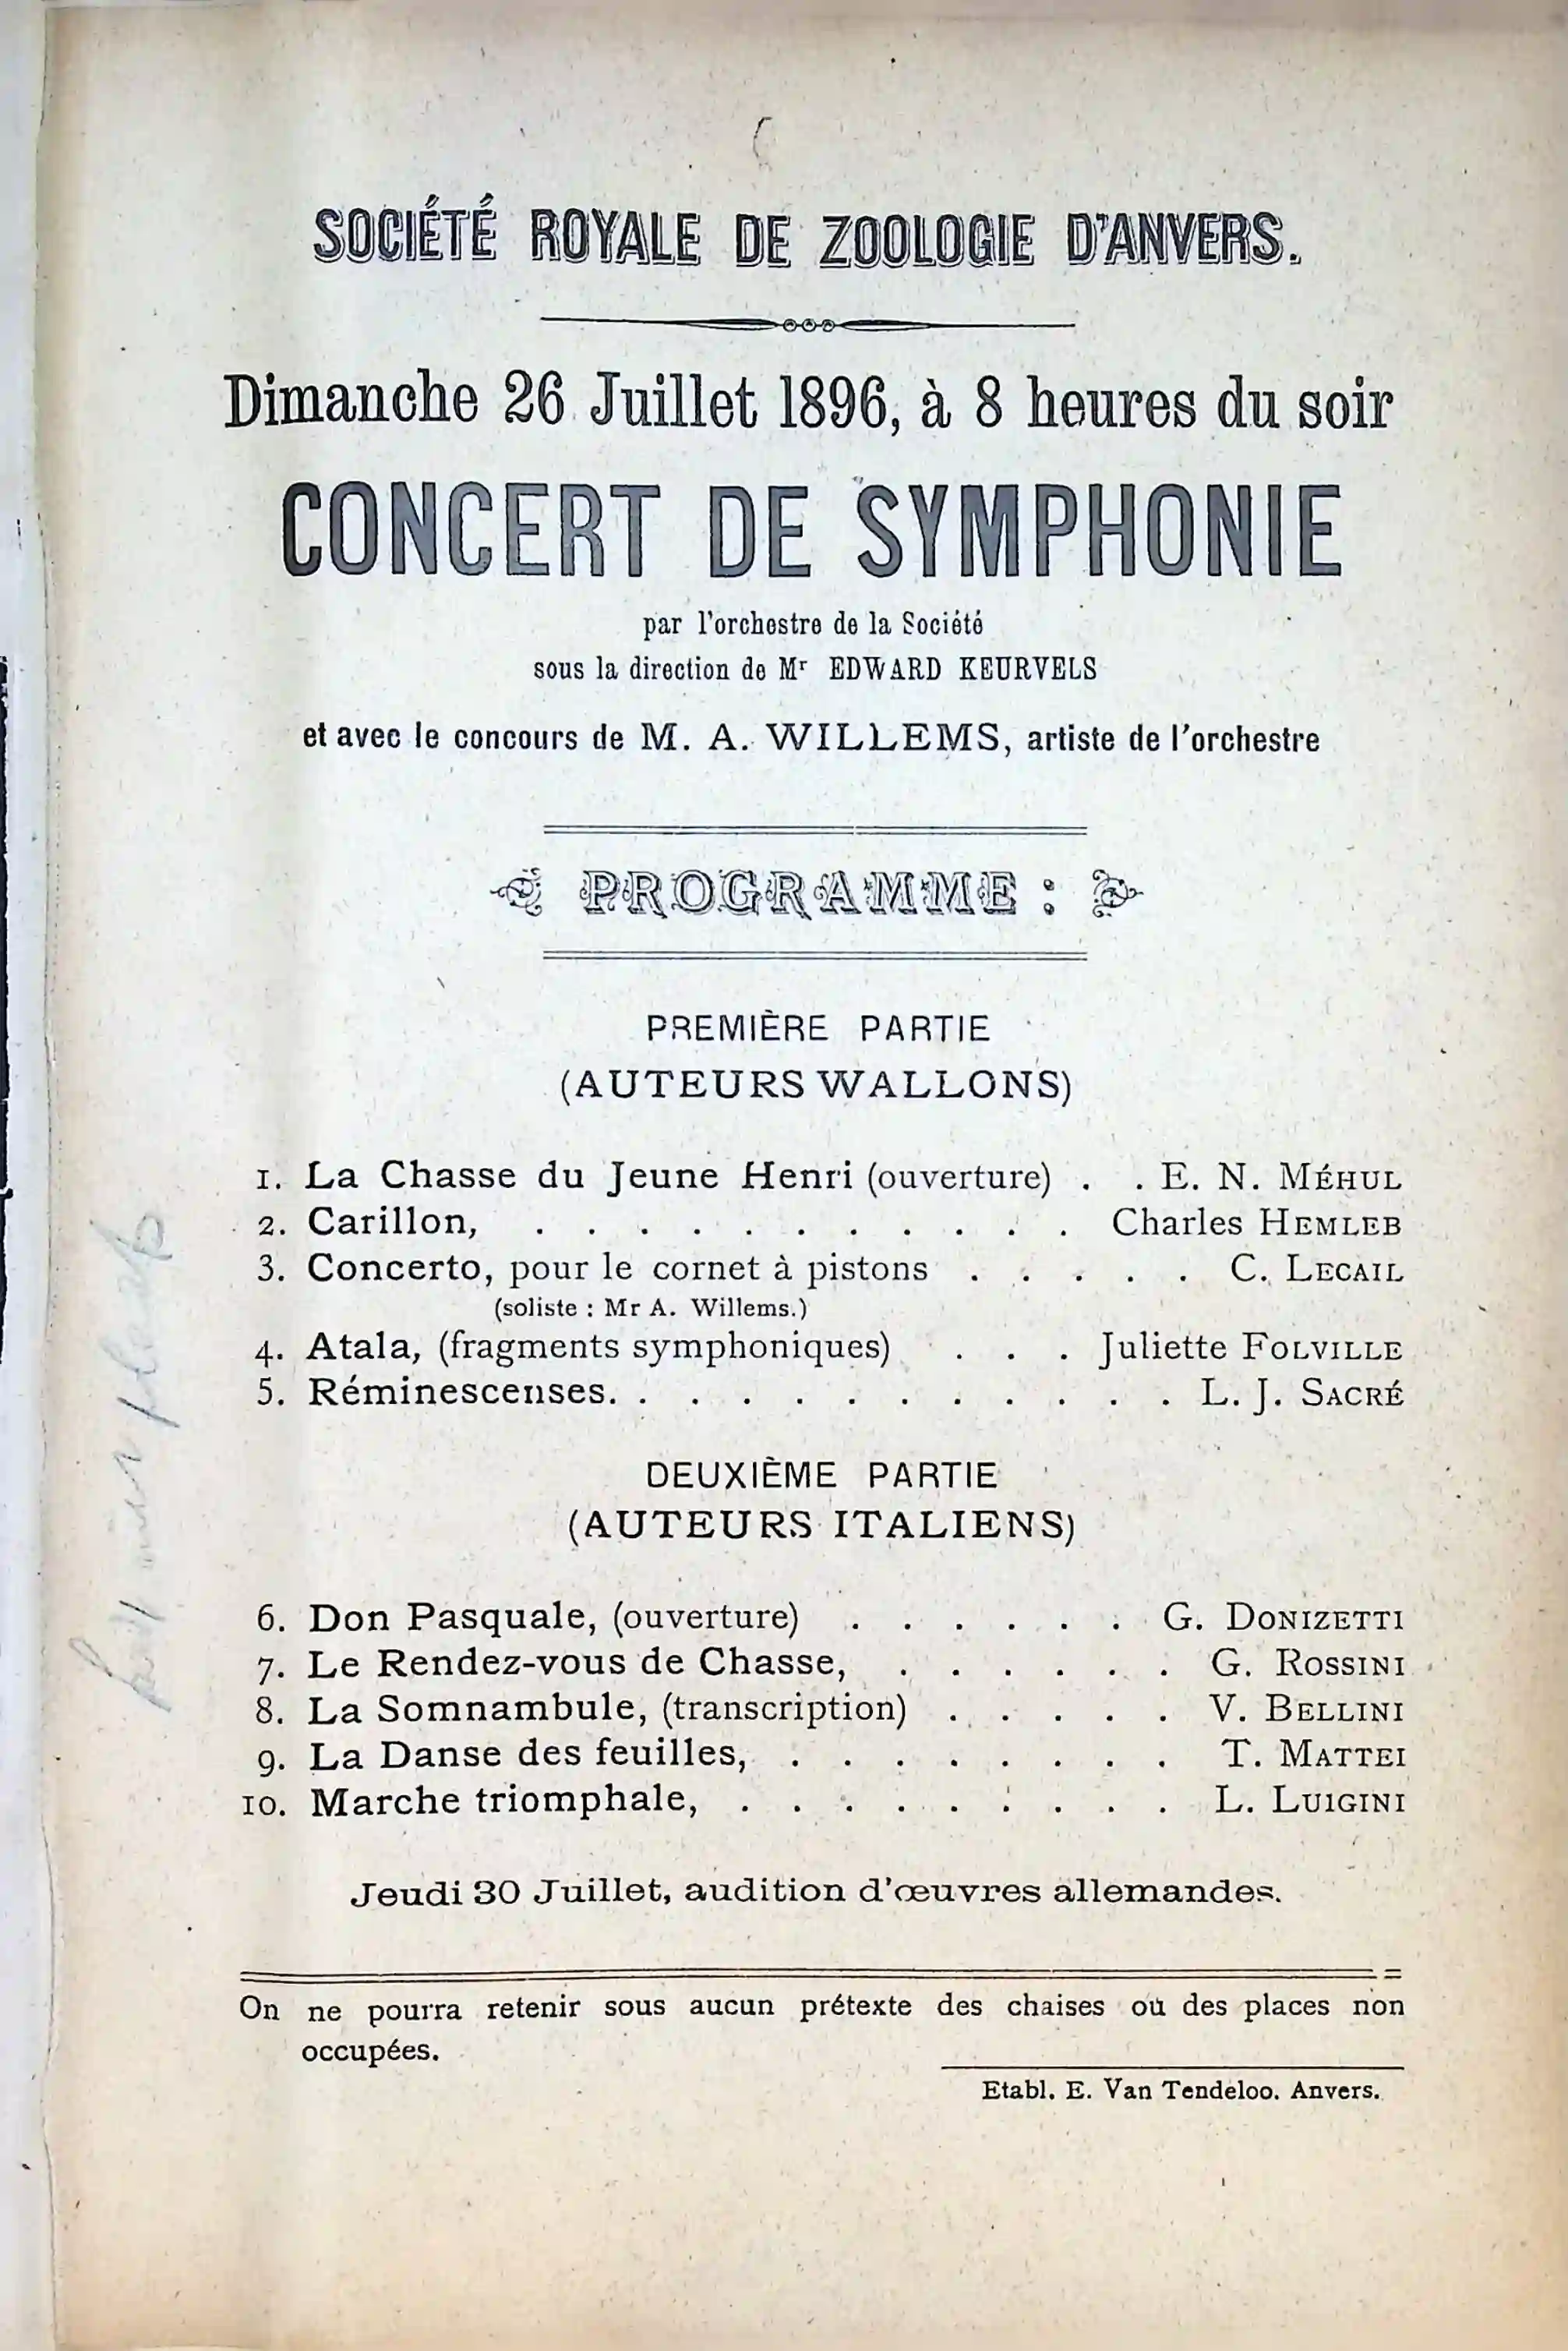 SOCIÉTÉ ROYALE DE ZOOLOGIE D'ANVERS.
Dimanche 26 Juillet 1896, à 8 heures du soir
CONCERT DE SYMPHONIE
par l'orchestre de la Société
sous la direction de Mr EDWARD KEURVELS
et avec le concours de M. A. WILLEMS, artiste de l'orchestre
PROGRAMME :
PREMIÈRE PARTIE
(AUTEURS WALLONS)
1. La Chasse du Jeune Henri (ouverture) . . E. N. MÉHUL
2. Carillon, . . . . . . . . . . . Charles HEMLEB
3. Concerto, pour le cornet à pistons . . . . . C. LECAIL
(soliste : Mr A. Willems.)
4. Atala, (fragments symphoniques) . . . Juliette FOLVILLE
5. Réminescenses. . . . . . . . . . . . L. J. SACRÉ
DEUXIÈME PARTIE
(AUTEURS ITALIENS)
6. Don Pasquale, (ouverture) . . . . . . G. DONIZETTI
7. Le Rendez-vous de Chasse, . . . . . . G. ROSSINI
8. La Somnambule, (transcription) . . . . . V. BELLINI
9. La Danse des feuilles, . . . . . . . . T. MATTEI
10. Marche triomphale, . . . . . . . . . L. LUIGINI
Jeudi 30 Juillet, audition d'œuvres allemandes.
On ne pourra retenir sous aucun prétexte des chaises ou des places non
occupées.
Etabl. E. Van Tendeloo. Anvers.